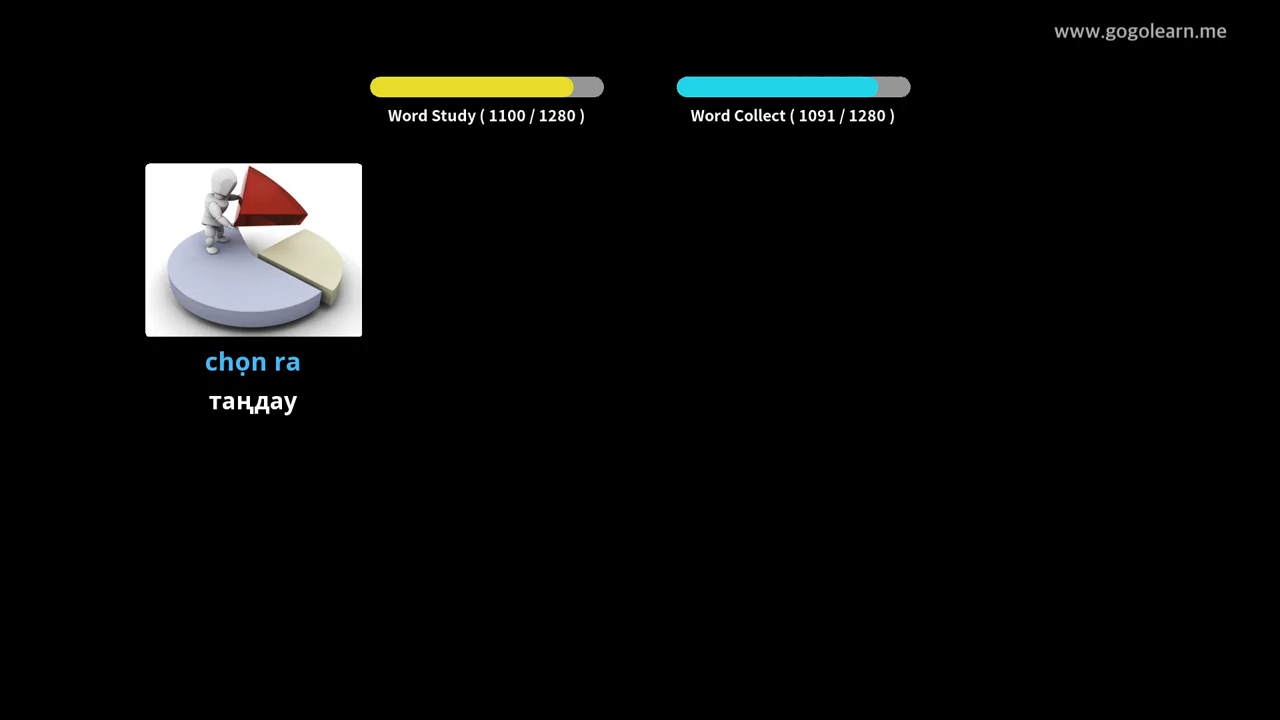 www.gogolearn.me
Word Study ( 1100 / 1280 )
Word Collect ( 1091 / 1280 )
chọn ra
таңдау